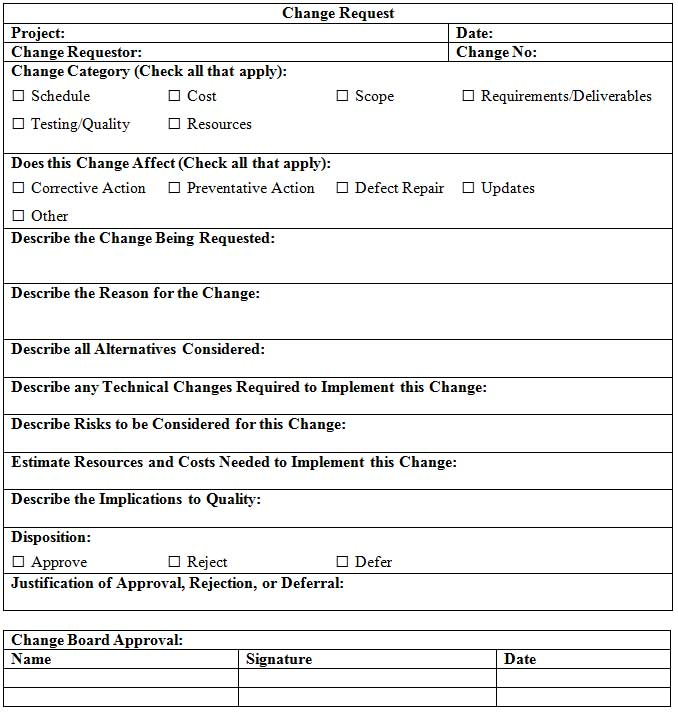 Change Request
Project: Date:
Change Requestor: Change No:
Change Category (Check all that apply):
☐ Schedule ☐ Cost ☐ Scope ☐ Requirements/Deliverables
☐ Testing/Quality ☐ Resources
Does this Change Affect (Check all that apply):
☐ Corrective Action ☐ Preventative Action ☐ Defect Repair ☐ Updates
☐ Other
Describe the Change Being Requested:
Describe the Reason for the Change:
Describe all Alternatives Considered:
Describe any Technical Changes Required to Implement this Change:
Describe Risks to be Considered for this Change:
Estimate Resources and Costs Needed to Implement this Change:
Describe the Implications to Quality:
Disposition:
☐ Approve ☐ Reject ☐ Defer
Justification of Approval, Rejection, or Deferral:
Change Board Approval:
Name Signature Date